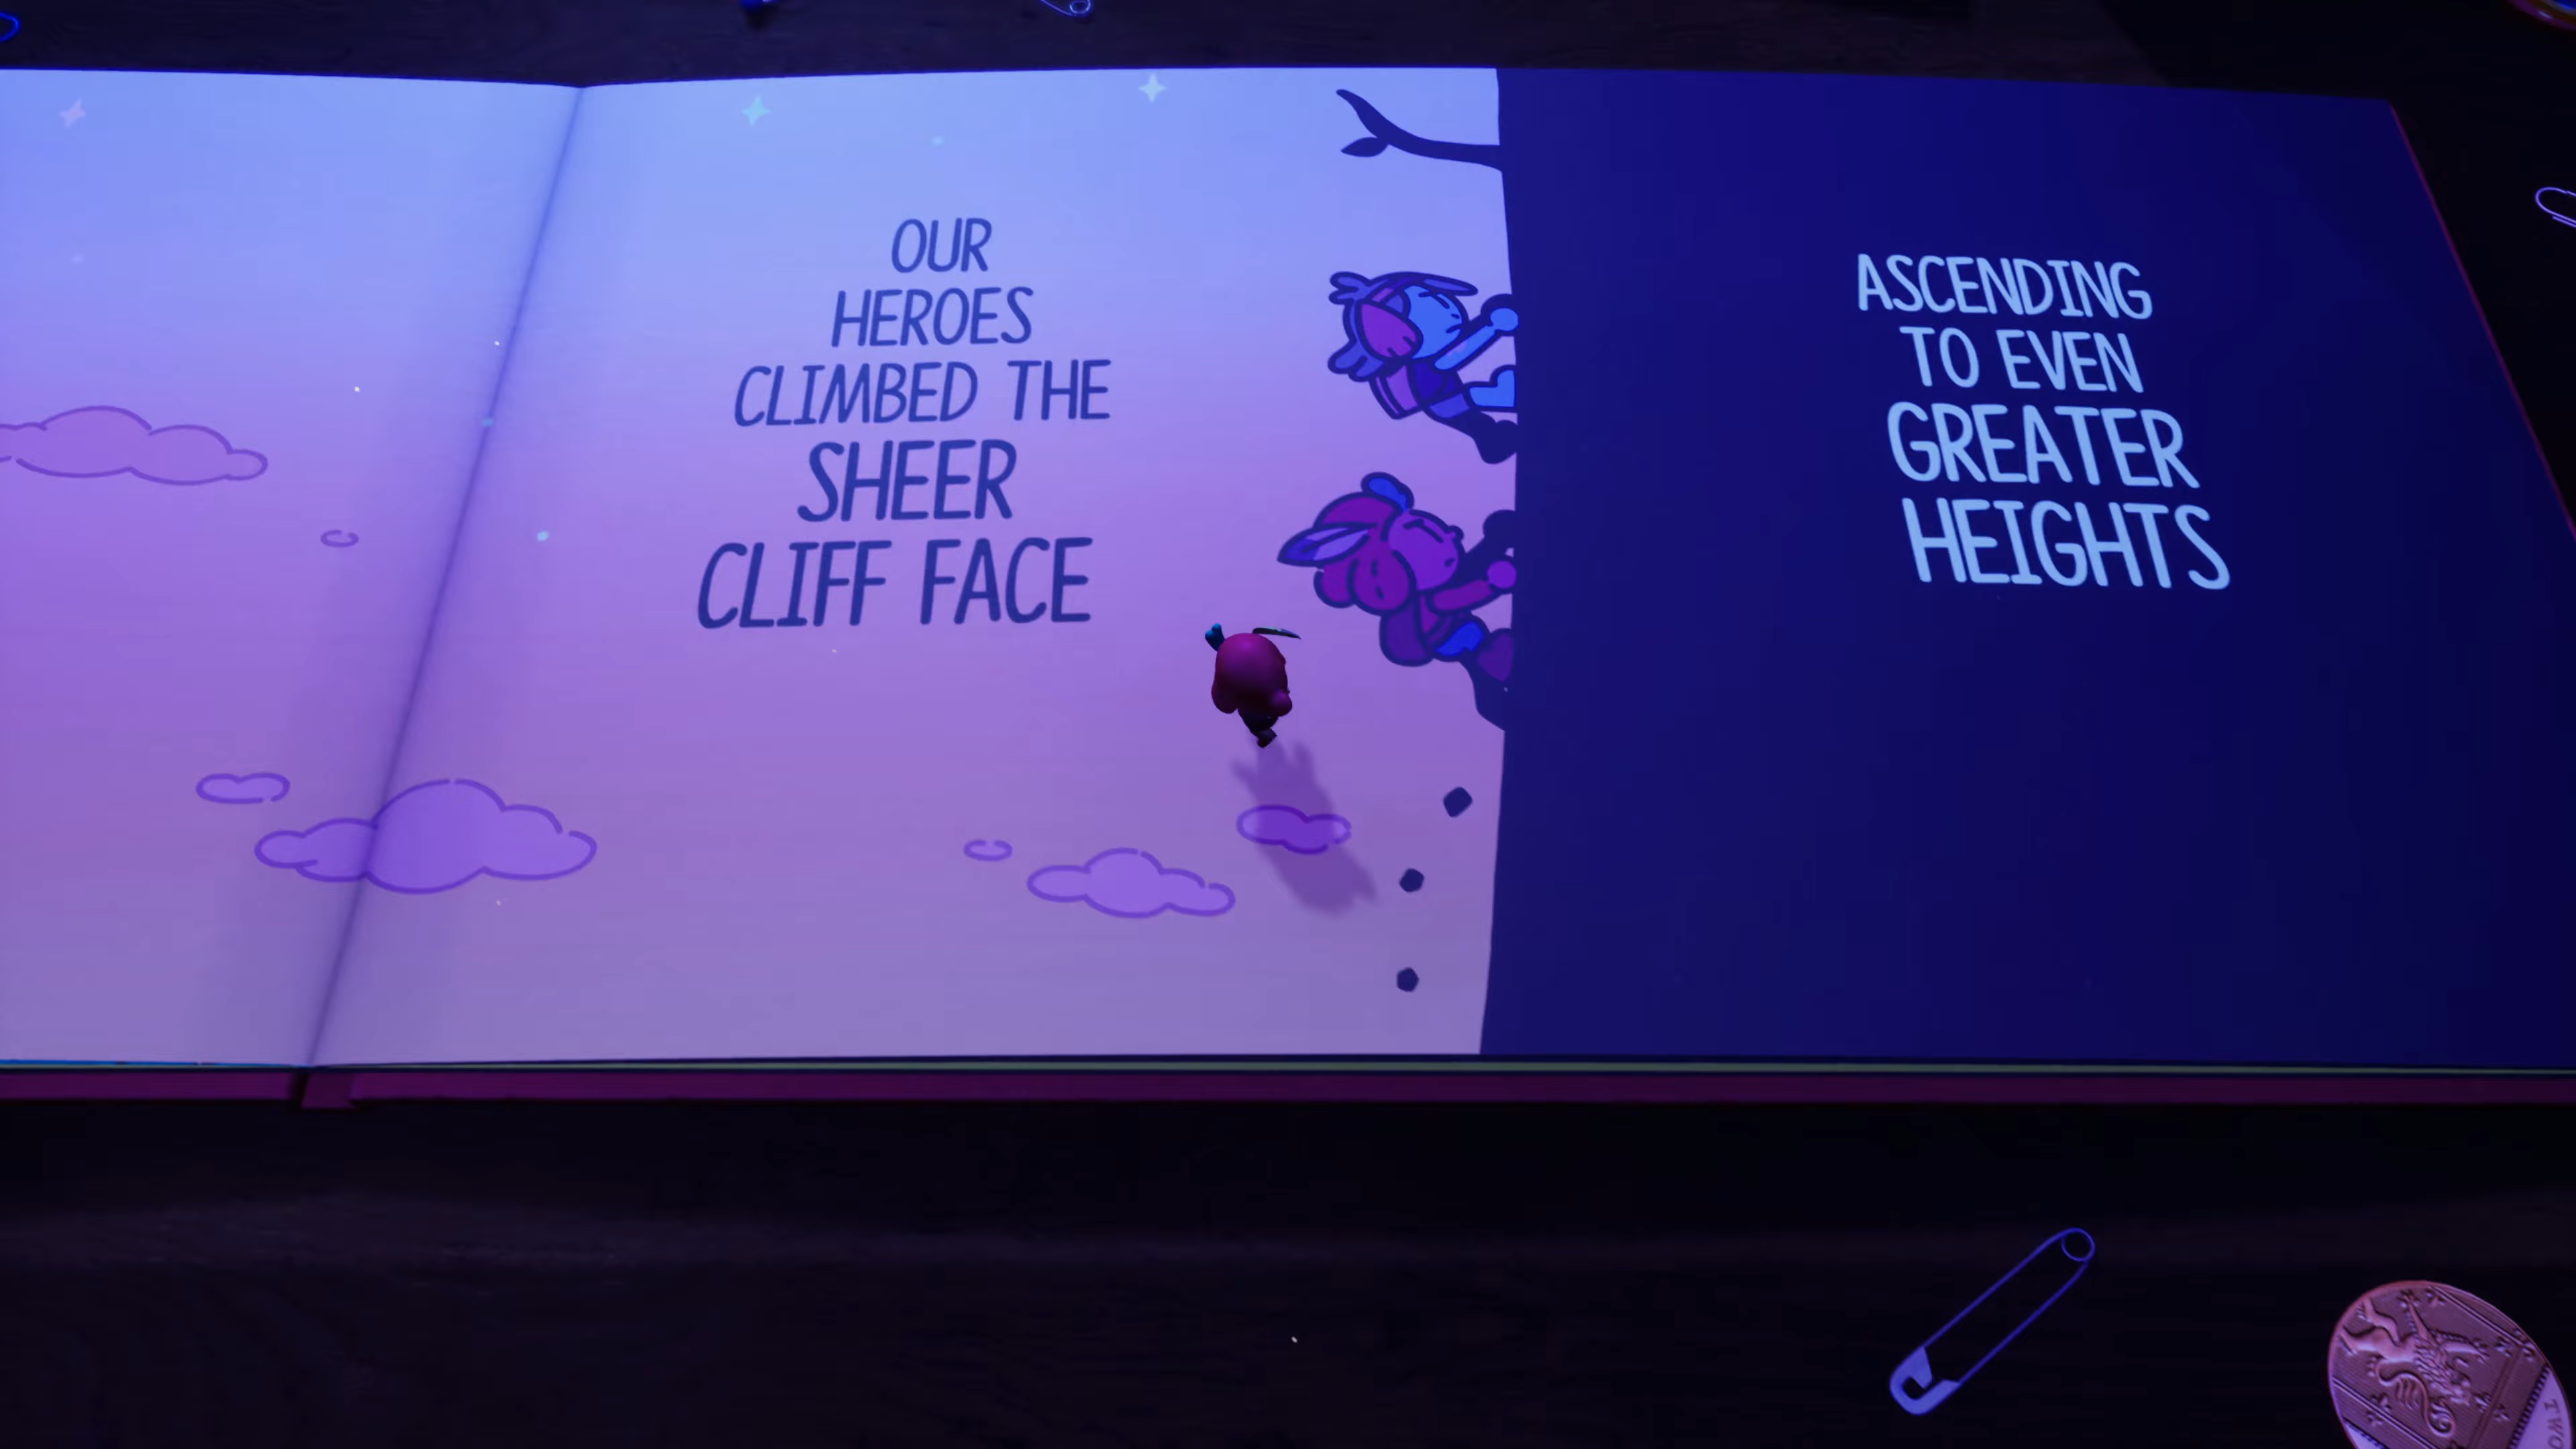 OUR
HEROES
CLIMBED THE
SHEER
CLIFF FACE
ASCENDING
TO EVEN
GREATER
HEIGHTS